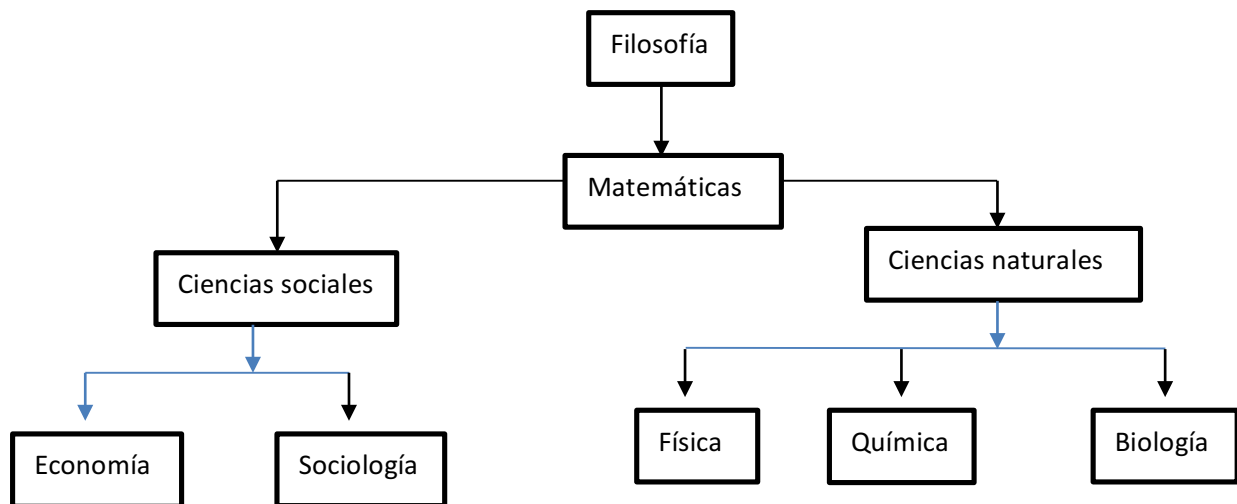 Filosofía
Matemáticas
Ciencias sociales
Ciencias naturales
Economía
Sociología
Física
Química
Biología